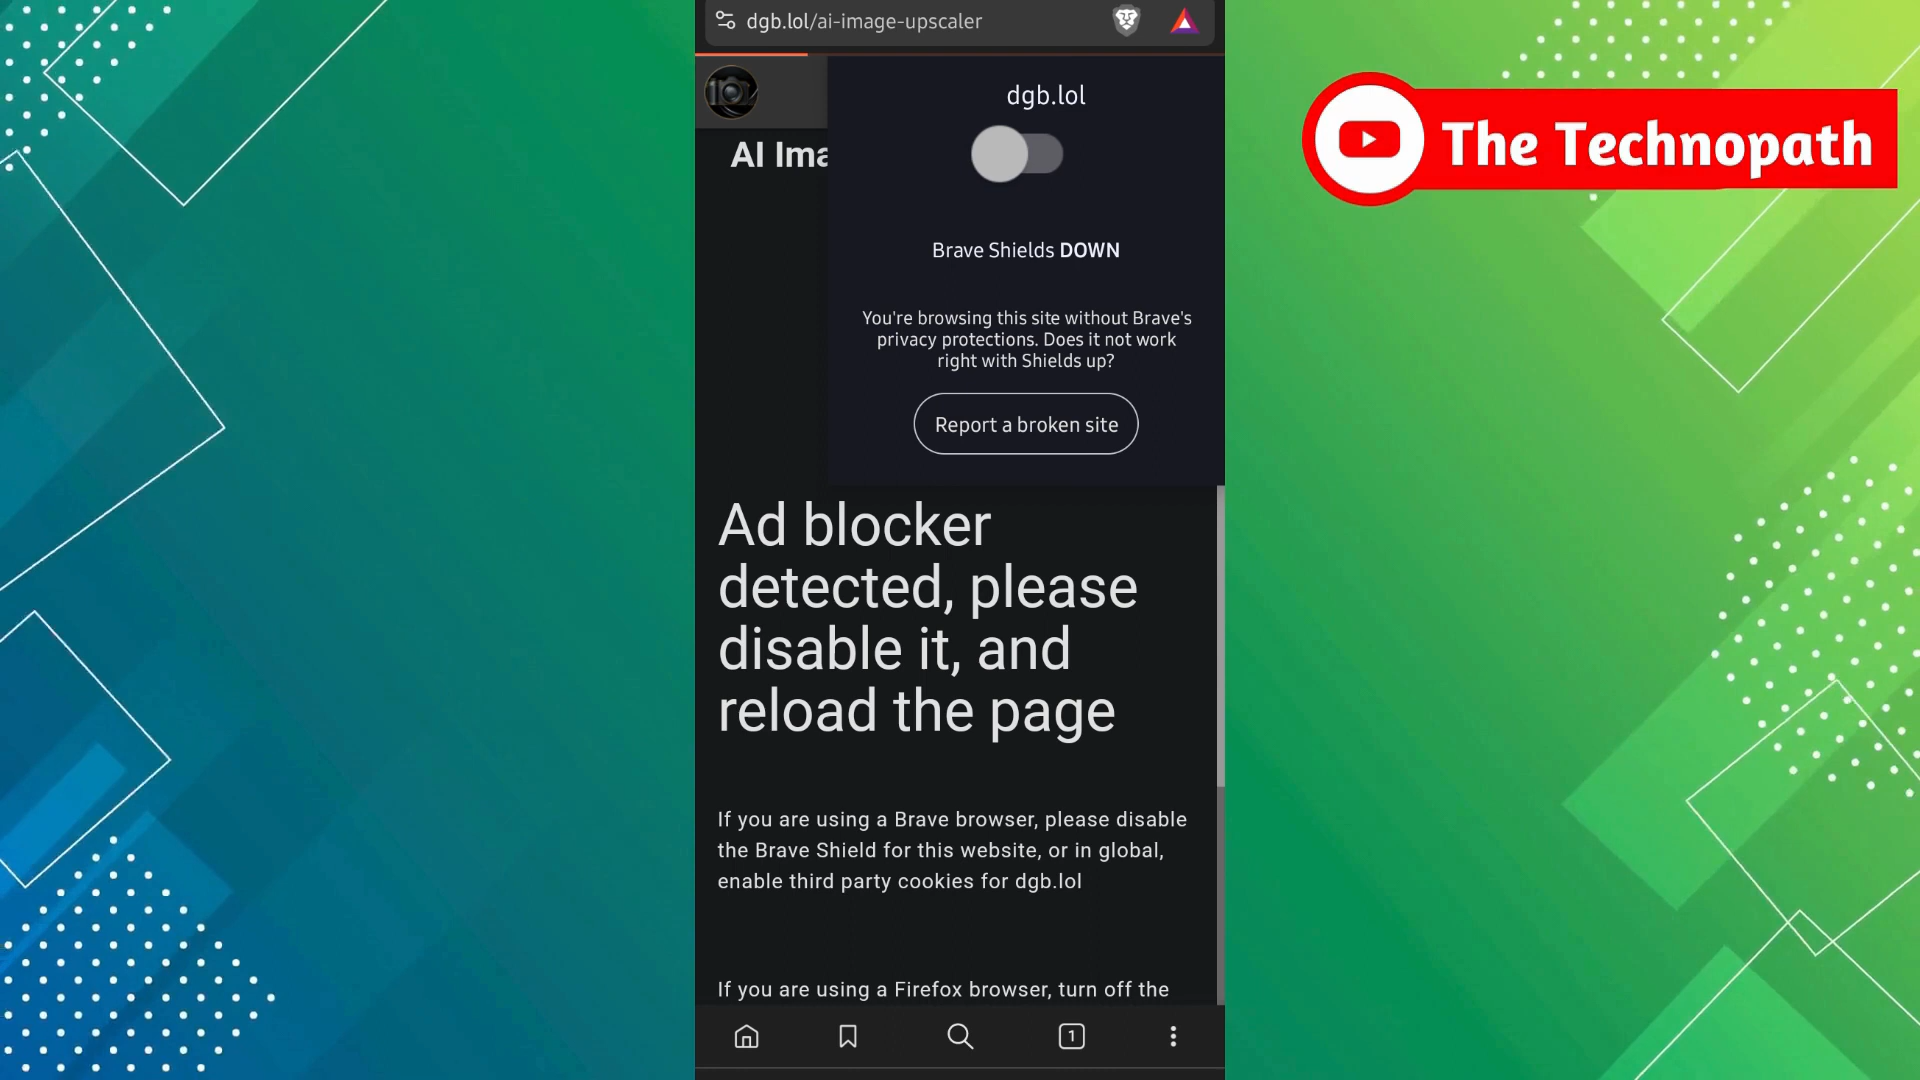 dgb.lol/ai-image-upscaler
dgb.lol
AI Ima
Brave Shields DOWN
You're browsing this site without Brave's
privacy protections. Does it not work
right with Shields up?
Report a broken site
Ad blocker
detected, please
disable it, and
reload the page
If you are using a Brave browser, please disable
the Brave Shield for this website, or in global,
enable third party cookies for dgb.lol
If you are using a Firefox browser, turn off the
1
The Technopath